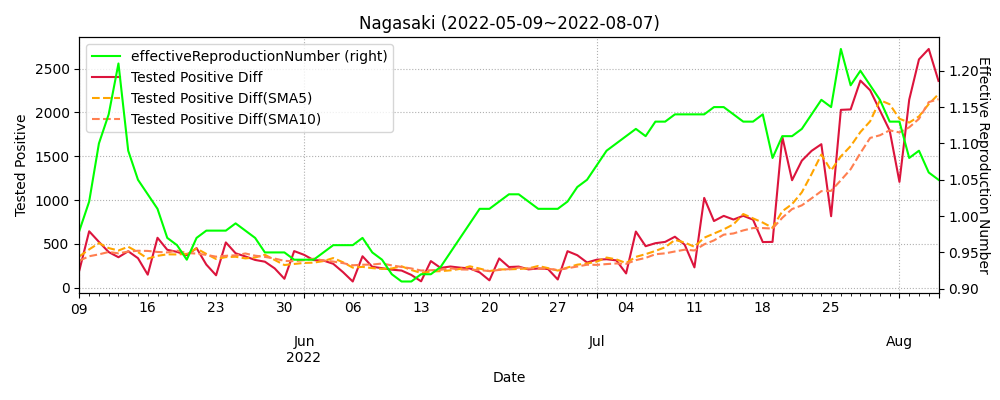 Nagasaki (2022-05-09~2022-08-07)
effectiveReproductionNumber (right)
Tested Positive Diff
Tested Positive Diff(SMA5)
Tested Positive Diff(SMA10)
Tested Positive
2500
2000
1500
1000
500
0
1.20
1.15
1.10
1.05
1.00
0.95
0.90
Effective Reproduction Number
09 16 23 30 06 13 20 27 04 11 18 25
Jun Jul Aug
2022
Date